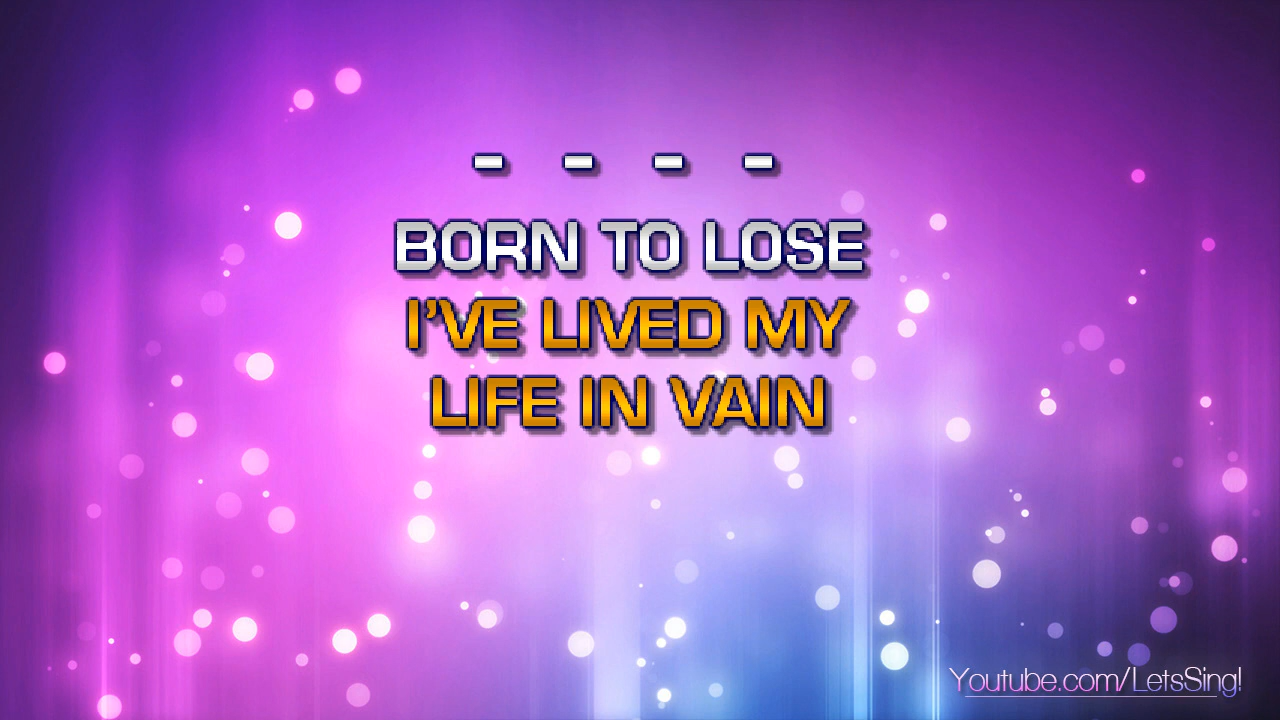 - - - -
BORN TO LOSE
I'VE LIVED MY
LIFE IN VAIN
Youtube.com/LetsSing!